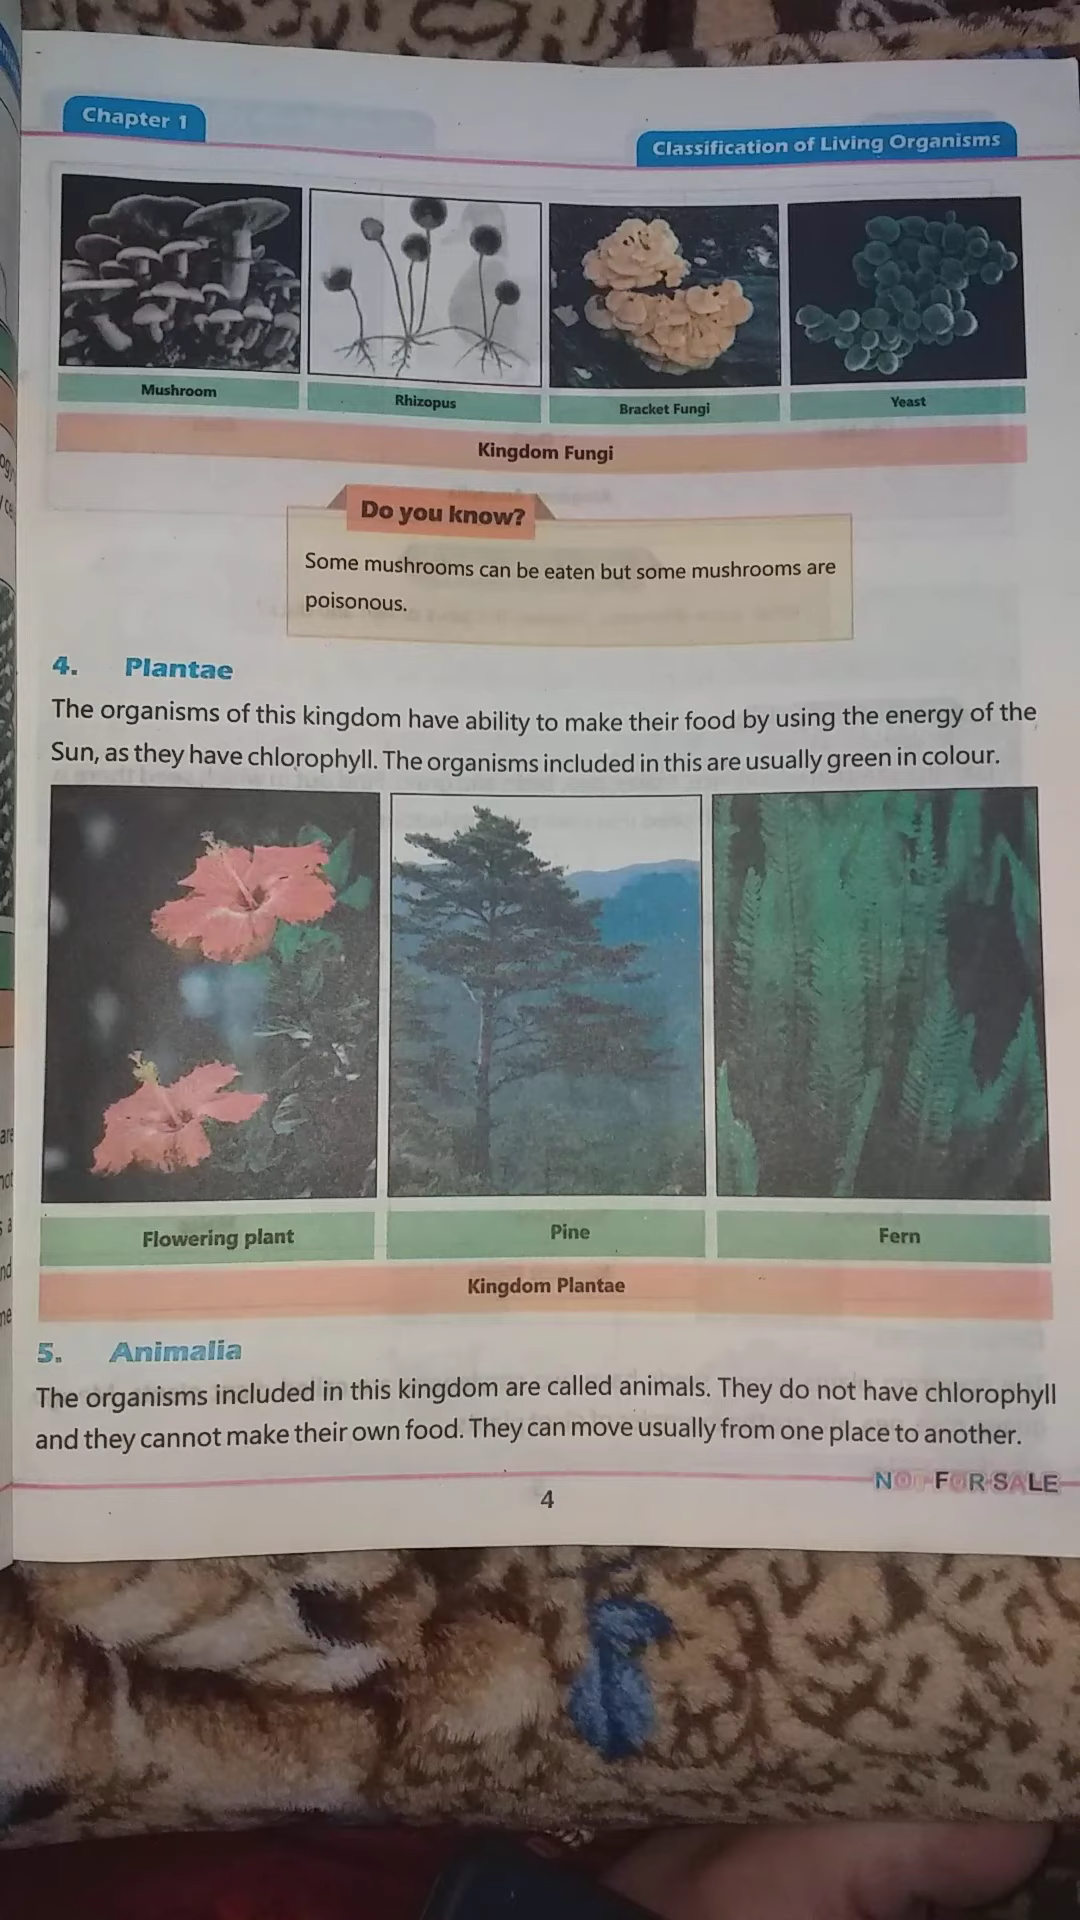 Chapter 1
Classification of Living Organisms
Mushroom
Rhizopus
Bracket Fungi
Yeast
Kingdom Fungi
Do you know?
Some mushrooms can be eaten but some mushrooms are
poisonous.
4. Plantae
The organisms of this kingdom have ability to make their food by using the energy of the
Sun, as they have chlorophyll. The organisms included in this are usually green in colour.
Flowering plant
Pine
Fern
Kingdom Plantae
5. Animalia
The organisms included in this kingdom are called animals. They do not have chlorophyll
and they cannot make their own food. They can move usually from one place to another.
NOT FOR SALE
4